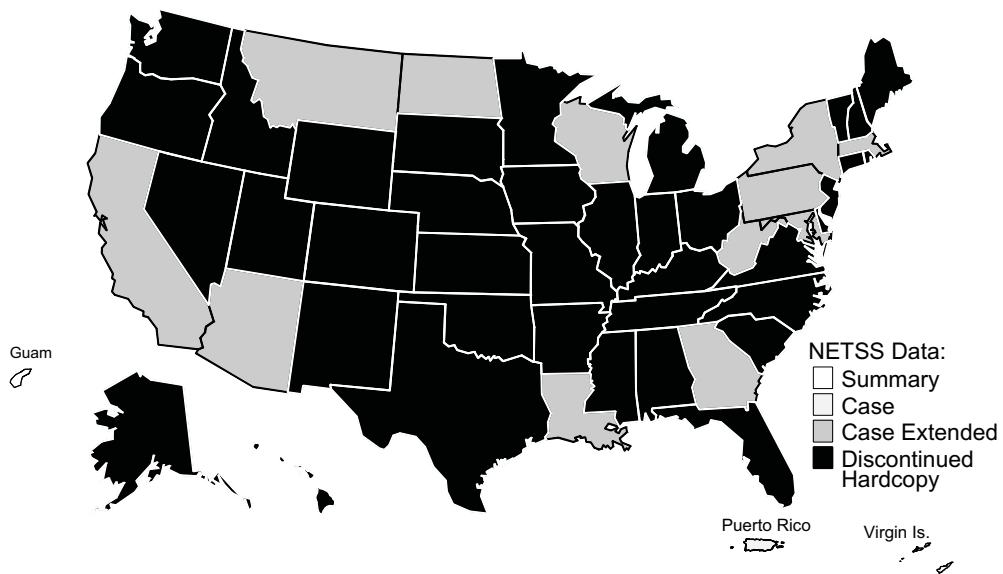 Guam
NETSS Data:
Summary
Case
Case Extended
Discontinued
Hardcopy
Puerto Rico
Virgin Is.